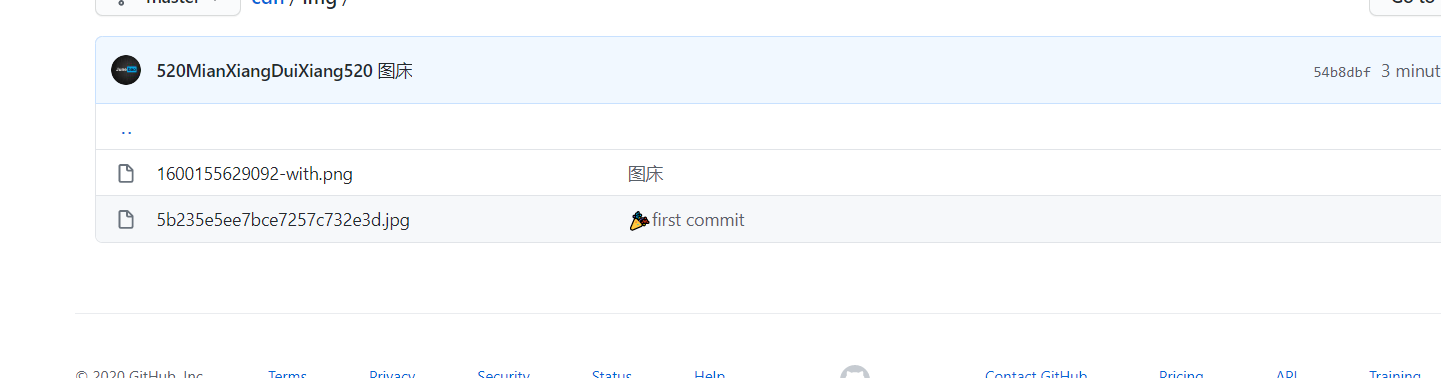 master cdn / img / Go to
520MianXiangDuiXiang520 图床 54b8dbf 3 minut
..
1600155629092-with.png 图床
5b235e5ee7bce7257c732e3d.jpg first commit
© 2020 GitHub, Inc. Terms Privacy Security Status Help Contact GitHub Pricing API Training